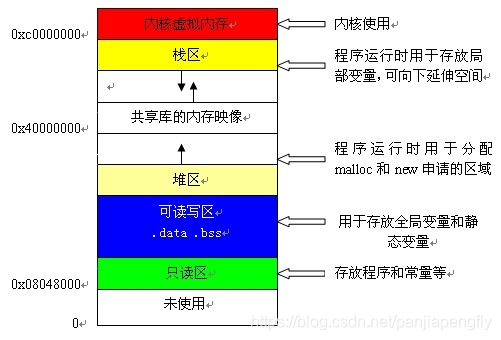 0xc0000000
内核虚拟内存
内核使用
栈区
程序运行时用于存放局
部变量,可向下延伸空间
共享库的内存映像
0x40000000
程序运行时用于分配
malloc 和 new 申请的区域
堆区
可读写区
.data .bss
用于存放全局变量和静
态变量
只读区
存放程序和常量等
0x08048000
未使用
0
https://blog.csdn.net/panjiapengfly